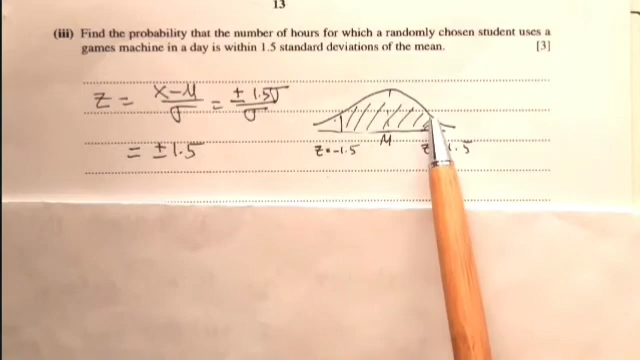 13
(iii) Find the probability that the number of hours for which a randomly chosen student uses a
games machine in a day is within 1.5 standard deviations of the mean. [3]
Z = X-M/σ = ± 1.5σ/σ
= ± 1.5
Z=-1.5 M Z 1.5